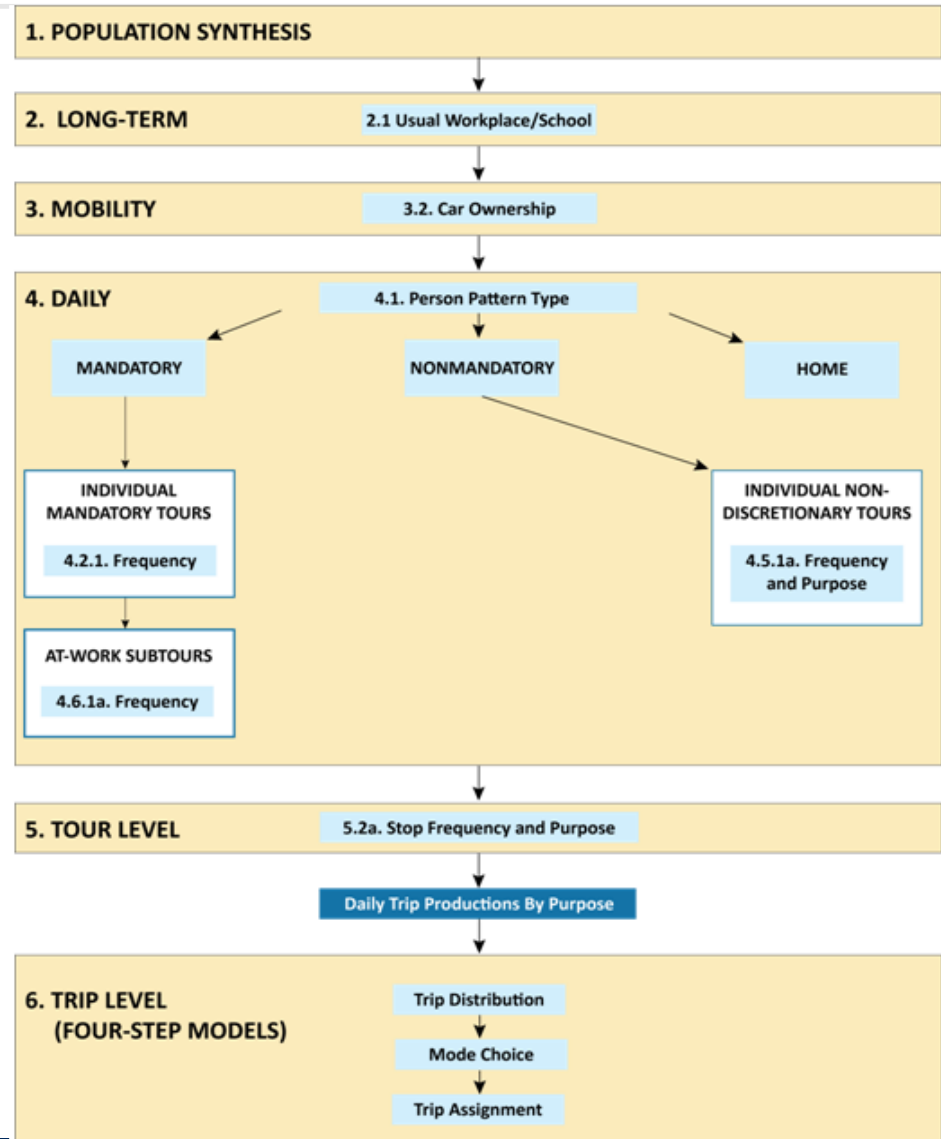 1. POPULATION SYNTHESIS
2. LONG-TERM
2.1 Usual Workplace/School
3. MOBILITY
3.2. Car Ownership
4. DAILY
4.1. Person Pattern Type
MANDATORY
NONMANDATORY
HOME
INDIVIDUAL
MANDATORY TOURS
4.2.1. Frequency
INDIVIDUAL NON-
DISCRETIONARY TOURS
4.5.1a. Frequency
and Purpose
AT-WORK SUBTOURS
4.6.1a. Frequency
5. TOUR LEVEL
5.2a. Stop Frequency and Purpose
Daily Trip Productions By Purpose
6. TRIP LEVEL
(FOUR-STEP MODELS)
Trip Distribution
Mode Choice
Trip Assignment